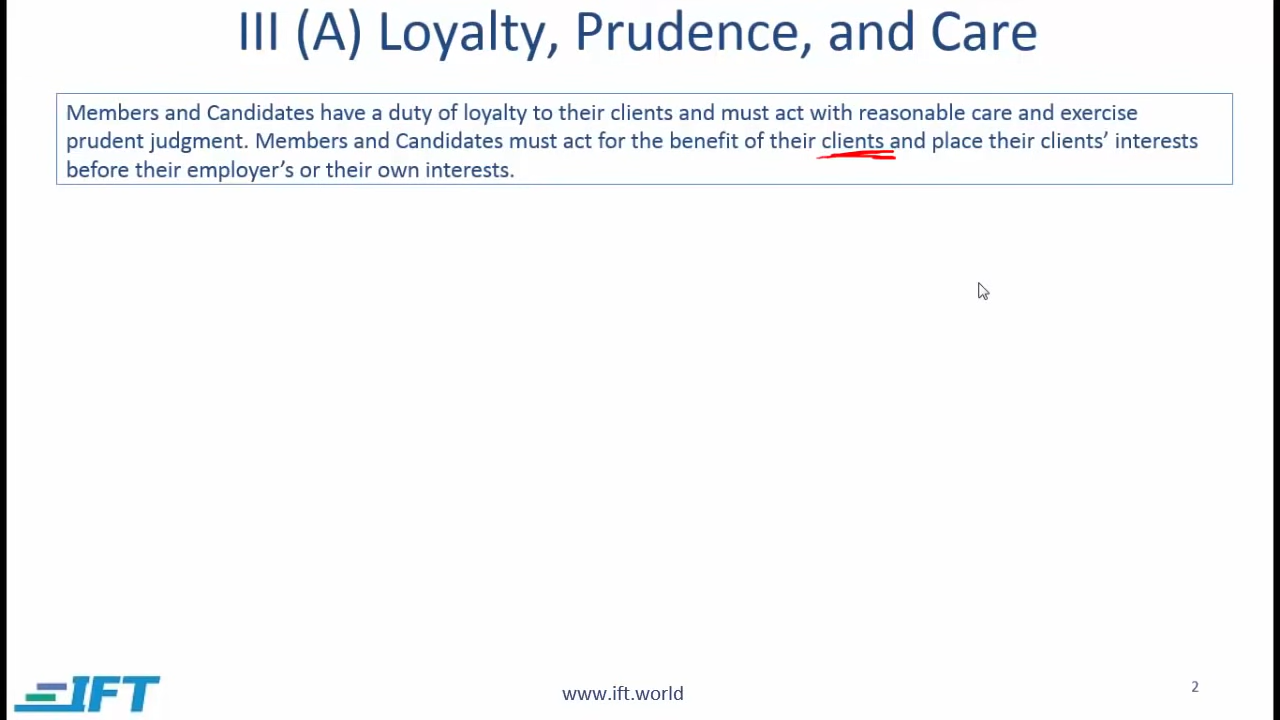 III (A) Loyalty, Prudence, and Care
Members and Candidates have a duty of loyalty to their clients and must act with reasonable care and exercise
prudent judgment. Members and Candidates must act for the benefit of their clients and place their clients’ interests
before their employer’s or their own interests.
IFT
www.ift.world
2